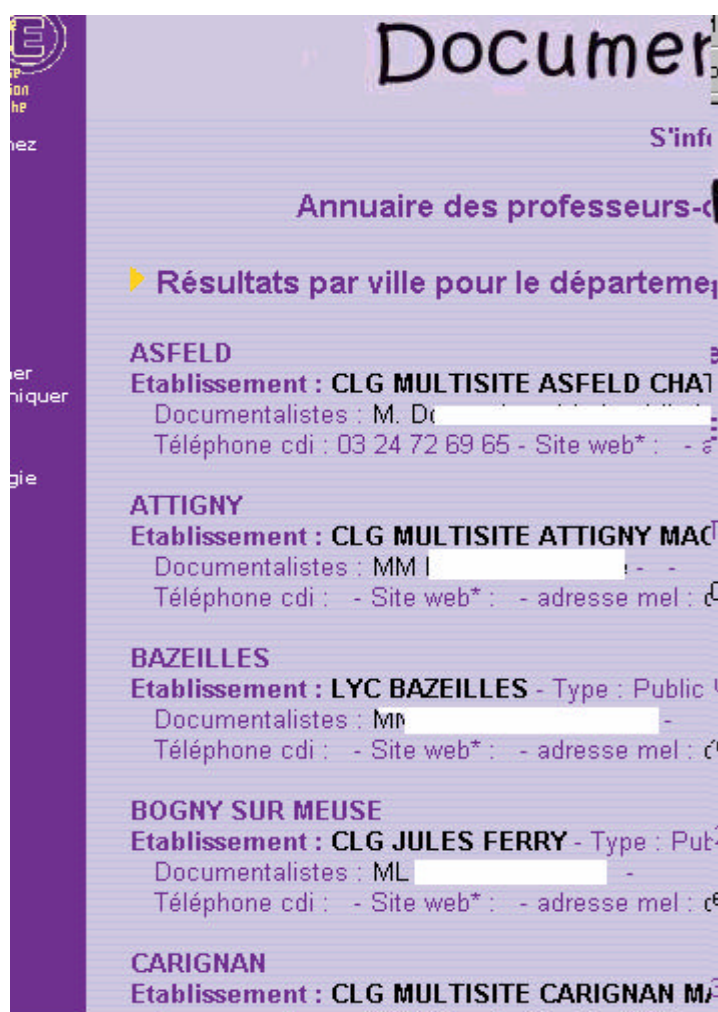 Documen
S'info
ion
he
nez
Annuaire des professeurs-
Résultats par ville pour le départeme
ASFELD
Etablissement : CLG MULTISITE ASFELD CHAT
er
niquer
Documentalistes : M. Do
Téléphone cdi : 03 24 72 69 65 - Site web* : - a
gie
ATTIGNY
Etablissement : CLG MULTISITE ATTIGNY MAC
Documentalistes : MM - -
Téléphone cdi : - Site web* : - adresse mel :
BAZEILLES
Etablissement : LYC BAZEILLES - Type : Public
Documentalistes : MM -
Téléphone cdi : - Site web* : - adresse mel :
BOGNY SUR MEUSE
Etablissement : CLG JULES FERRY - Type : Pub
Documentalistes : ML -
Téléphone cdi : - Site web* : - adresse mel :
CARIGNAN
Etablissement : CLG MULTISITE CARIGNAN MA